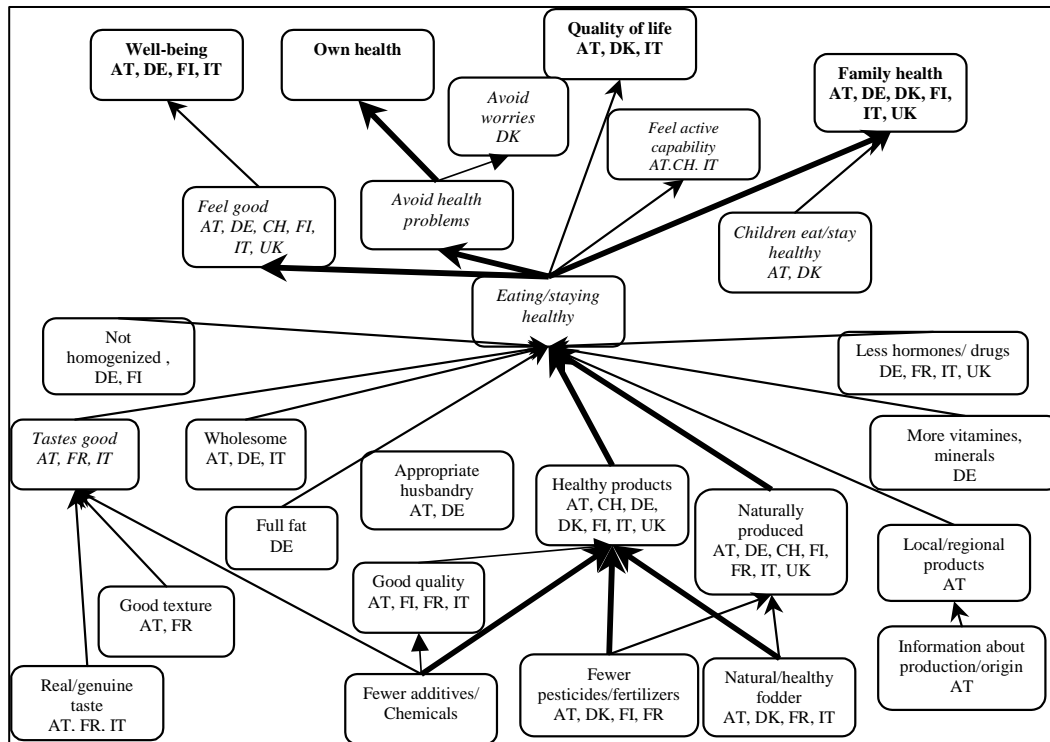 Well-being
AT, DE, FI, IT
Own health
Quality of life
AT, DK, IT
Family health
AT, DE, DK, FI,
IT, UK
Avoid
worries
DK
Feel active
capability
AT.CH. IT
Feel good
AT, DE, CH, FI,
IT, UK
Avoid health
problems
Children eat/stay
healthy
AT, DK
Eating/staying
healthy
Not
homogenized ,
DE, FI
Less hormones/ drugs
DE, FR, IT, UK
Tastes good
AT, FR, IT
Wholesome
AT, DE, IT
More vitamines,
minerals
DE
Appropriate
husbandry
AT, DE
Healthy products
AT, CH, DE,
DK, FI, IT, UK
Naturally
produced
AT, DE, CH, FI,
FR, IT, UK
Full fat
DE
Local/regional
products
AT
Good quality
AT, FI, FR, IT
Good texture
AT, FR
Information about
production/origin
AT
Real/genuine
taste
AT. FR. IT
Fewer additives/
Chemicals
Fewer
pesticides/fertilizers
AT, DK, FI, FR
Natural/healthy
fodder
AT, DK, FR, IT